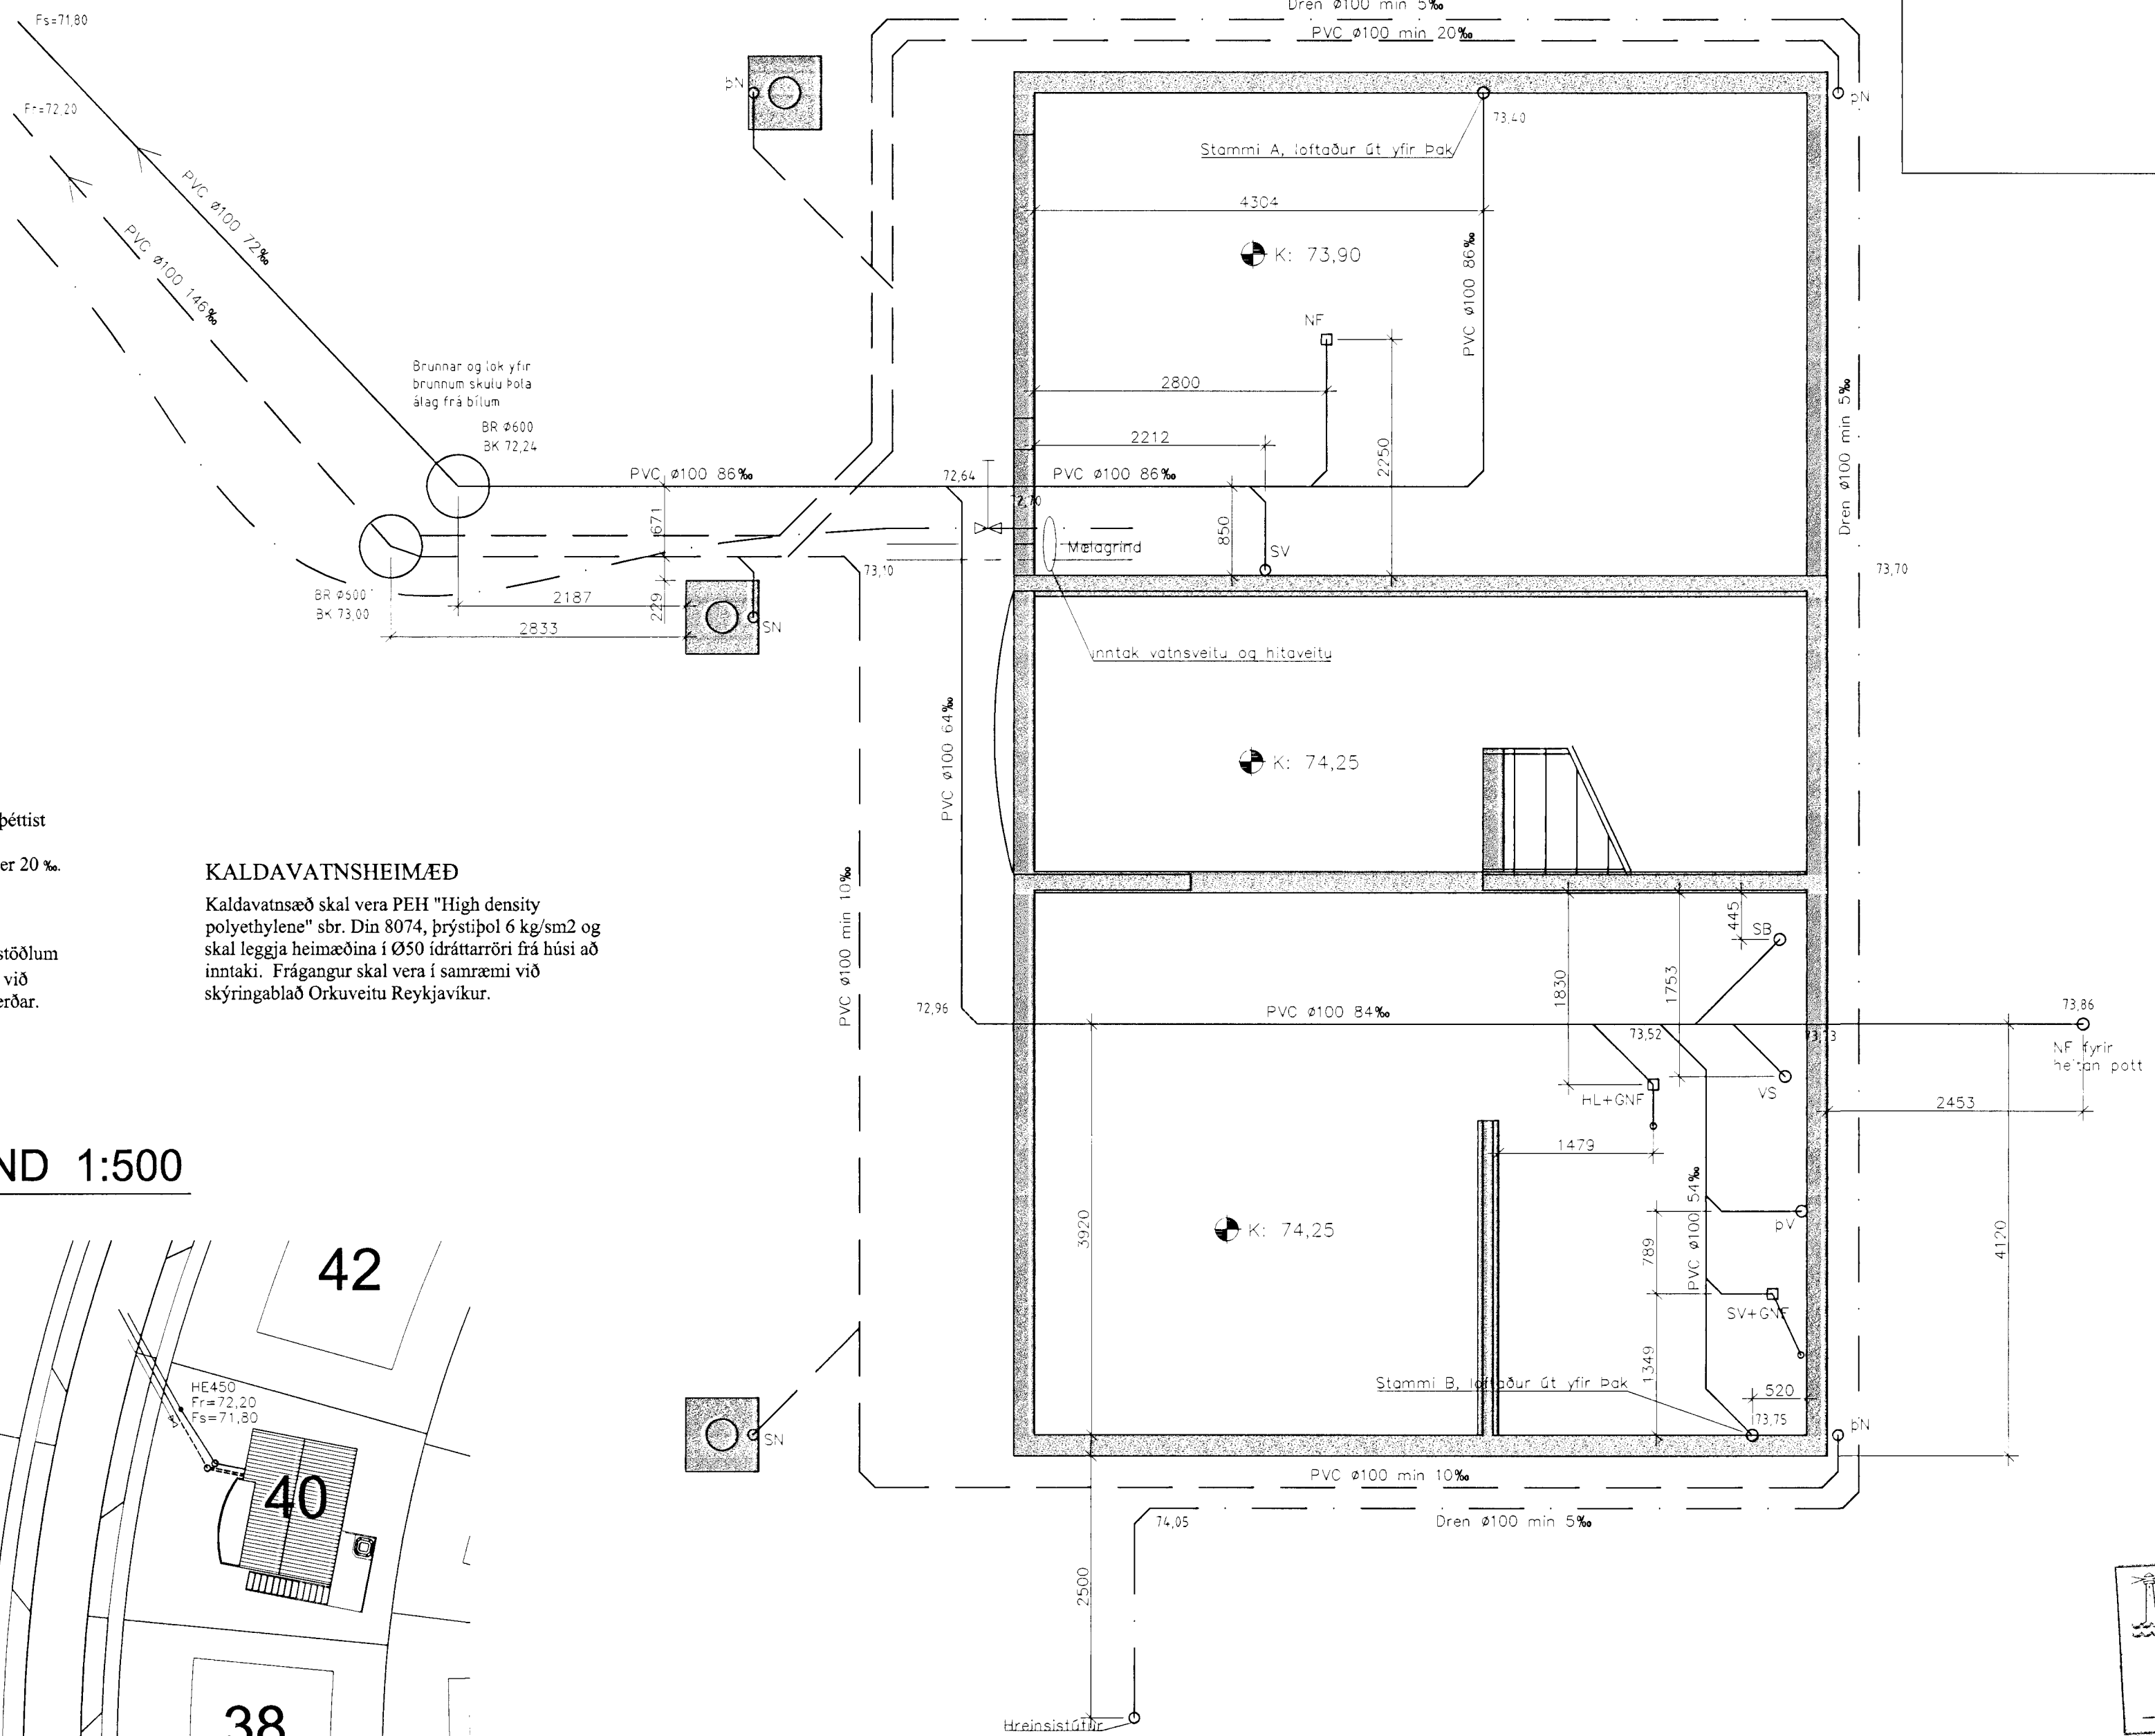 Fs=71,80
Fr=72,20
PVC ø100 72‰
PVC ø100 146‰
Brunnar og lok yfir
brunnum skulu þola
álag frá bílum
BR ø600
BK 72,24
BR ø600
BK 73,00
2187
2833
671
229
PVC ø100 86‰
72,64
72,70
PVC ø100 86‰
þN
SN
73,10
Dren ø100 min 5‰
PVC ø100 min 20‰
þN
73,40
Stammi A, loftaður út yfir þak
4304
K: 73,90
PVC ø100 86‰
NF
2800
2212
2250
850
SV
Mælagrind
inntak vatnsveitu og hitaveitu
Dren ø100 min 5‰
73,70
PVC ø100 64‰
K: 74,25
PVC ø100 min 10‰
445
SB
1830
1753
72,96
PVC ø100 84‰
73,52
73,73
73,86
NF fyrir
heitan pott
HL+GNF
VS
2453
1479
3920
K: 74,25
PVC ø100 54‰
þV
789
4120
SV+GNF
1349
Stammi B, loftaður út yfir þak
520
73,75
þN
SN
PVC ø100 min 10‰
74,05
Dren ø100 min 5‰
2500
Hreinsistútur
þéttist
er 20 ‰.
stöðlum
við
erðar.
KALDAVATNSHEIMÆÐ
Kaldavatnsæð skal vera PEH "High density
polyethylene" sbr. Din 8074, þrýstiþol 6 kg/sm2 og
skal leggja heimæðina í Ø50 ídráttarröri frá húsi að
inntaki. Frágangur skal vera í samræmi við
skýringablað Orkuveitu Reykjavíkur.
ND 1:500
42
HE450
Fr=72,20
Fs=71,80
40
38